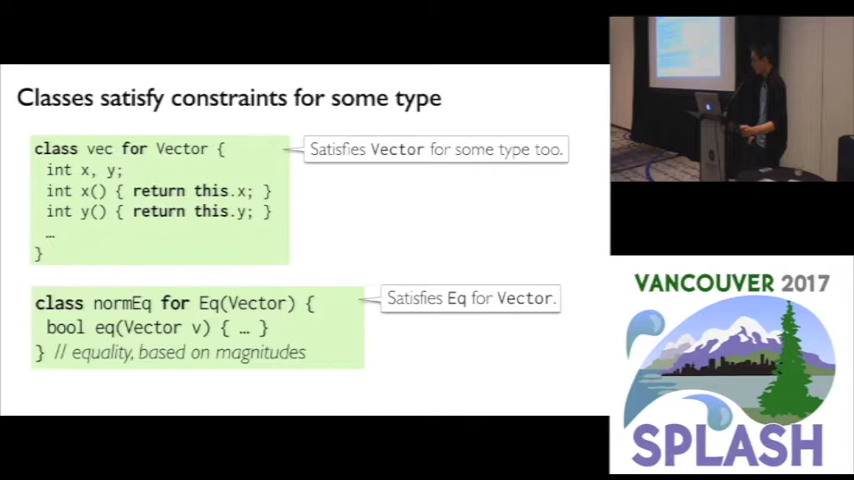 Classes satisfy constraints for some type
class vec for Vector {
int x, y;
int x() { return this.x; }
int y() { return this.y; }
…
}
Satisfies Vector for some type too.
class normEq for Eq(Vector) {
bool eq(Vector v) { … }
} // equality, based on magnitudes
Satisfies Eq for Vector.
VANCOUVER 2017
SPLASH